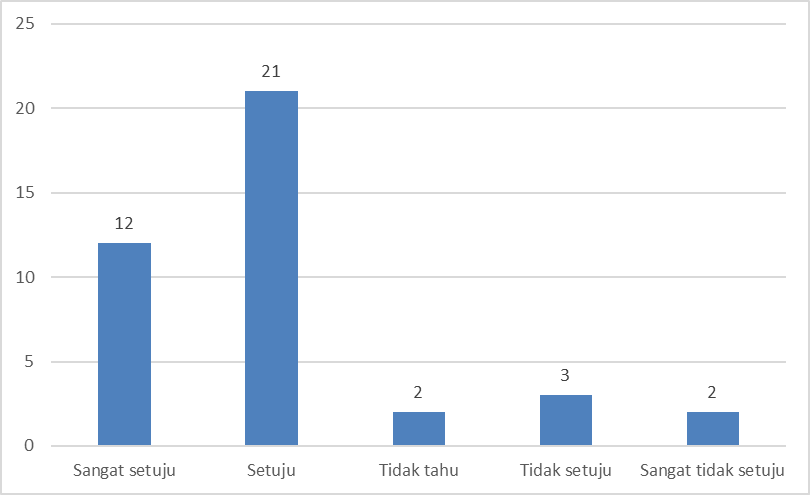 25
20
15
10
5
0
12
21
2
3
2
Sangat setuju
Setuju
Tidak tahu
Tidak setuju
Sangat tidak setuju